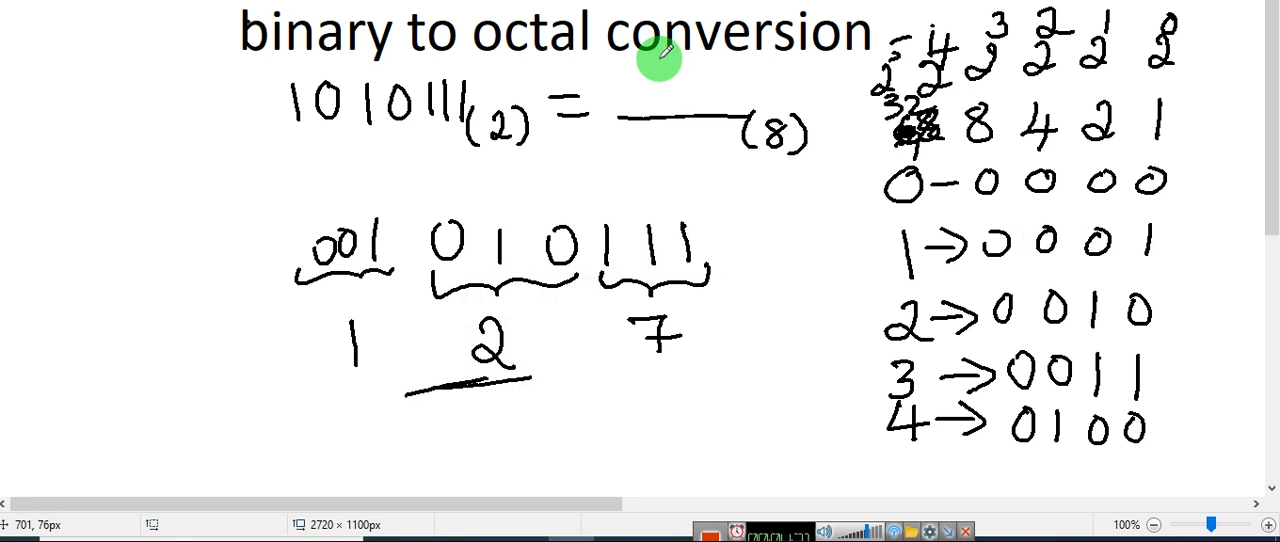 binary to octal conversion
1010111(2) = ______(8)
001 010 111
1 2 7
3 2 1 0
2 2 2 2 2 2
8 4 2 1
0 - 0 0 0 0
1 → 0 0 0 1
2 → 0 0 1 0
3 → 0 0 1 1
4 → 0 1 0 0
701, 76px
2720 × 1100px
100%